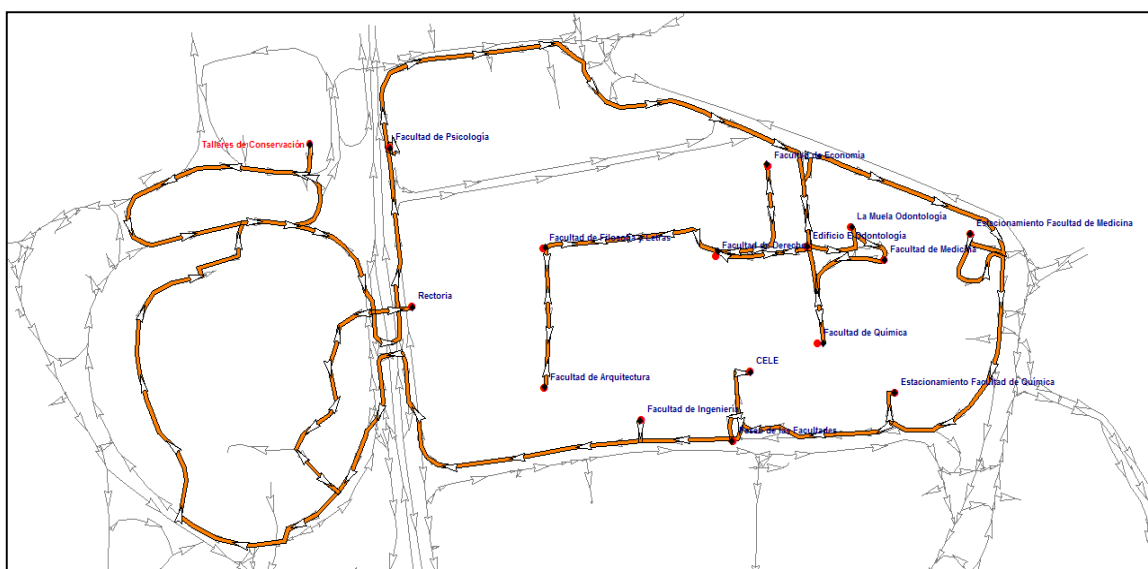 Facultad de Psicología
Talleres de Conservación
Facultad de Economía
La Muela Odontología
Estacionamiento Facultad de Medicina
Facultad de Filosofía y Letras
Facultad de Derecho
Edificio E Odontología
Facultad de Medicina
Rectoria
Facultad de Química
CELE
Facultad de Arquitectura
Estacionamiento Facultad de Química
Facultad de Ingeniería
de las Facultades